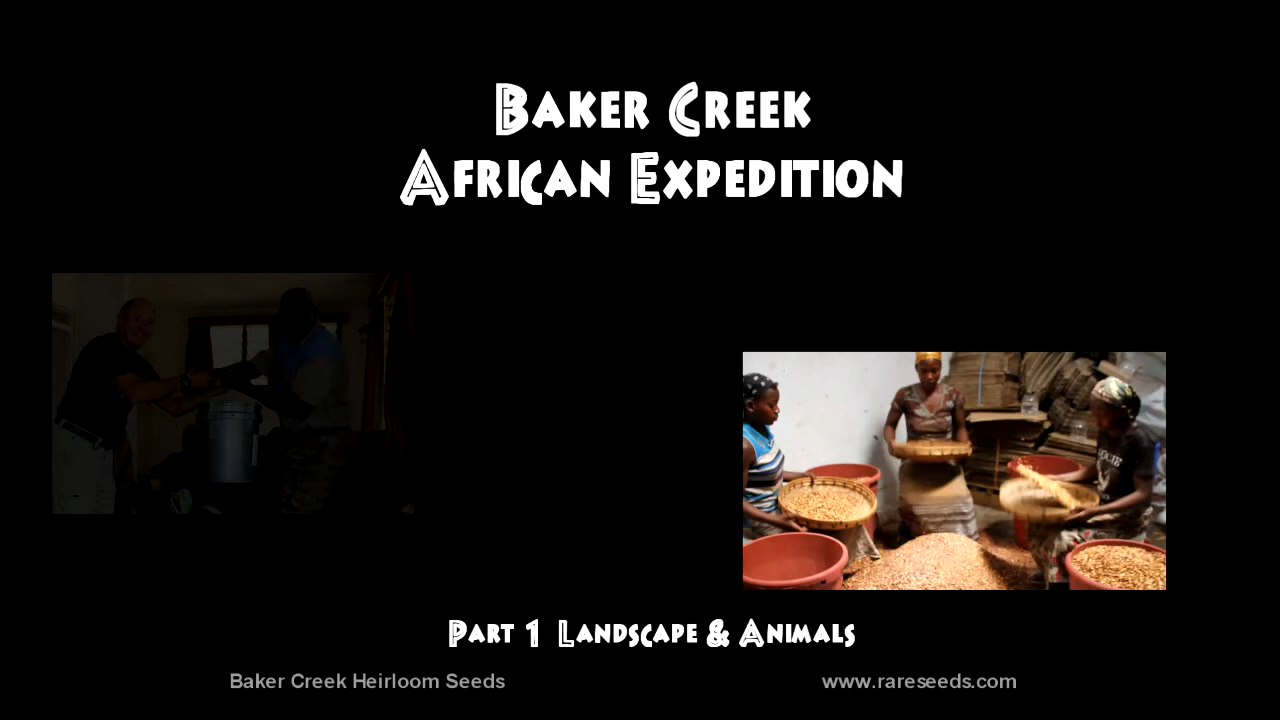 Baker Creek
African Expedition
Part 1 Landscape & Animals
Baker Creek Heirloom Seeds
www.rareseeds.com